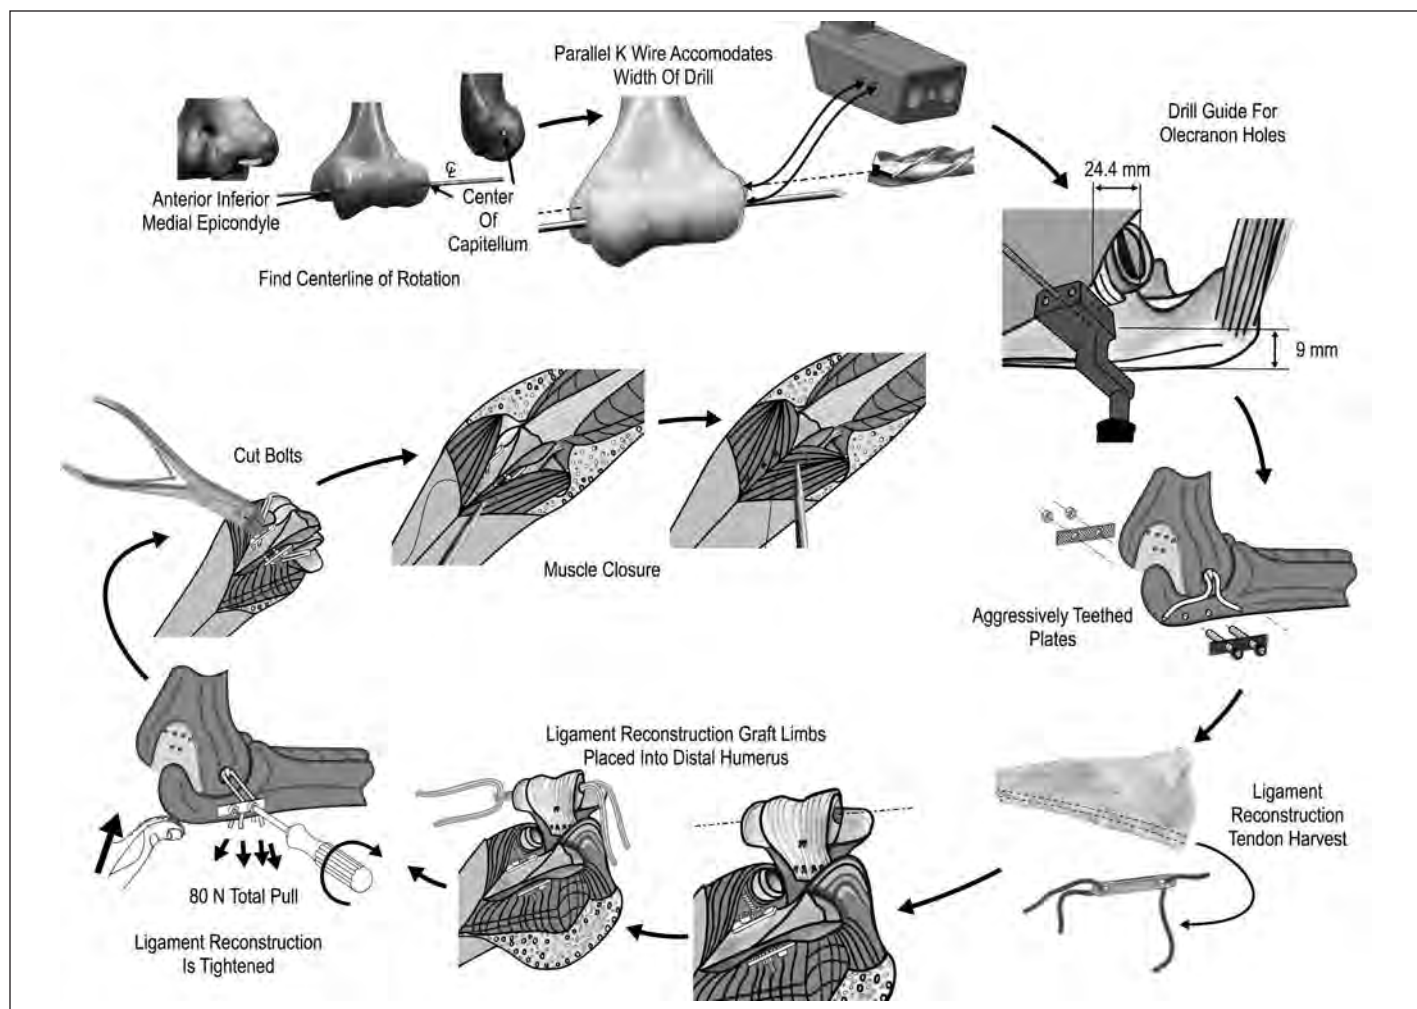 Parallel K Wire Accomodates
Width Of Drill
Anterior Inferior
Medial Epicondyle
℄
Center
Of
Capitellum
Find Centerline of Rotation
Drill Guide For
Olecranon Holes
24.4 mm
9 mm
Aggressively Teethed
Plates
Ligament
Reconstruction
Tendon Harvest
Ligament Reconstruction Graft Limbs
Placed Into Distal Humerus
80 N Total Pull
Ligament Reconstruction
Is Tightened
Cut Bolts
Muscle Closure